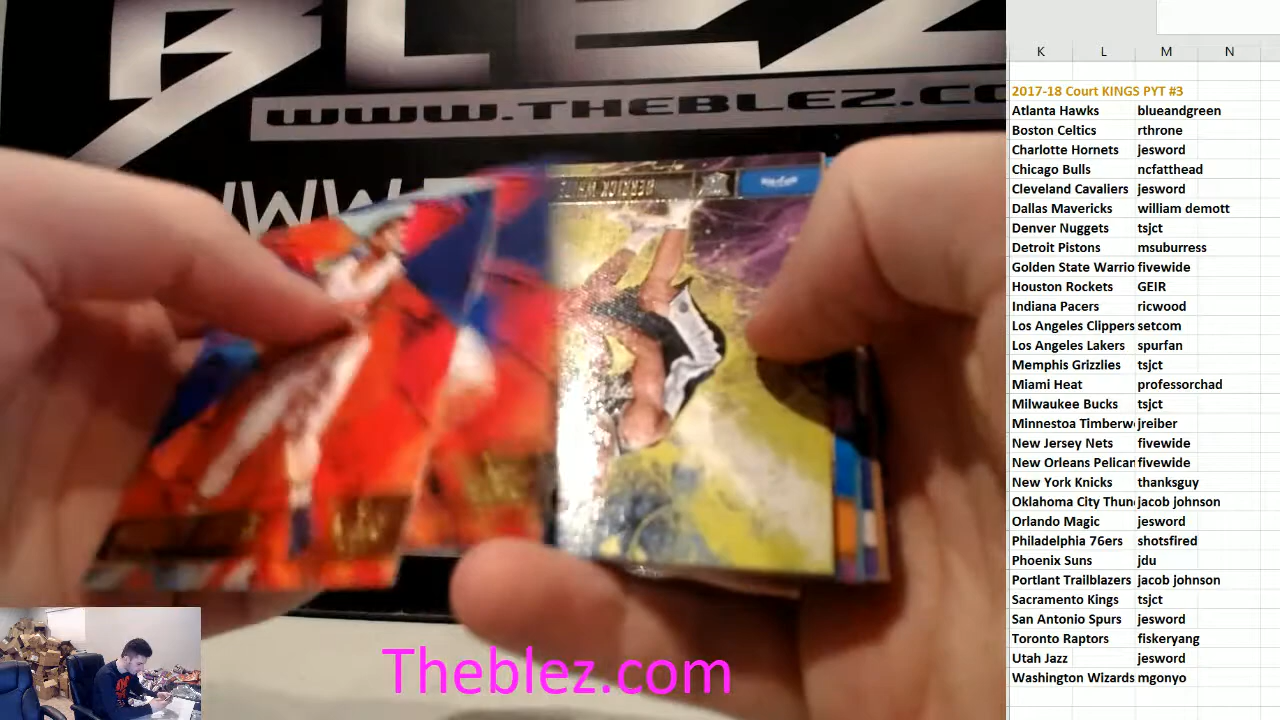 BLEZ
WWW.THEBLEZ.CO
WWW.
K L M N
2017-18 Court KINGS PYT #3
Atlanta Hawks blueandgreen
Boston Celtics rthrone
Charlotte Hornets jesword
Chicago Bulls ncfatthead
Cleveland Cavaliers jesword
Dallas Mavericks william demott
Denver Nuggets tsjct
Detroit Pistons msuburress
Golden State Warrio fivewide
Houston Rockets GEIR
Indiana Pacers ricwood
Los Angeles Clippers setcom
Los Angeles Lakers spurfan
Memphis Grizzlies tsjct
Miami Heat professorchad
Milwaukee Bucks tsjct
Minnestoa Timberw jreiber
New Jersey Nets fivewide
New Orleans Pelican fivewide
New York Knicks thanksguy
Oklahoma City Thun jacob johnson
Orlando Magic jesword
Philadelphia 76ers shotsfired
Phoenix Suns jdu
Portlant Trailblazers jacob johnson
Sacramento Kings tsjct
San Antonio Spurs jesword
Toronto Raptors fiskeryang
Utah Jazz jesword
Washington Wizards mgonyo
Theblez.com